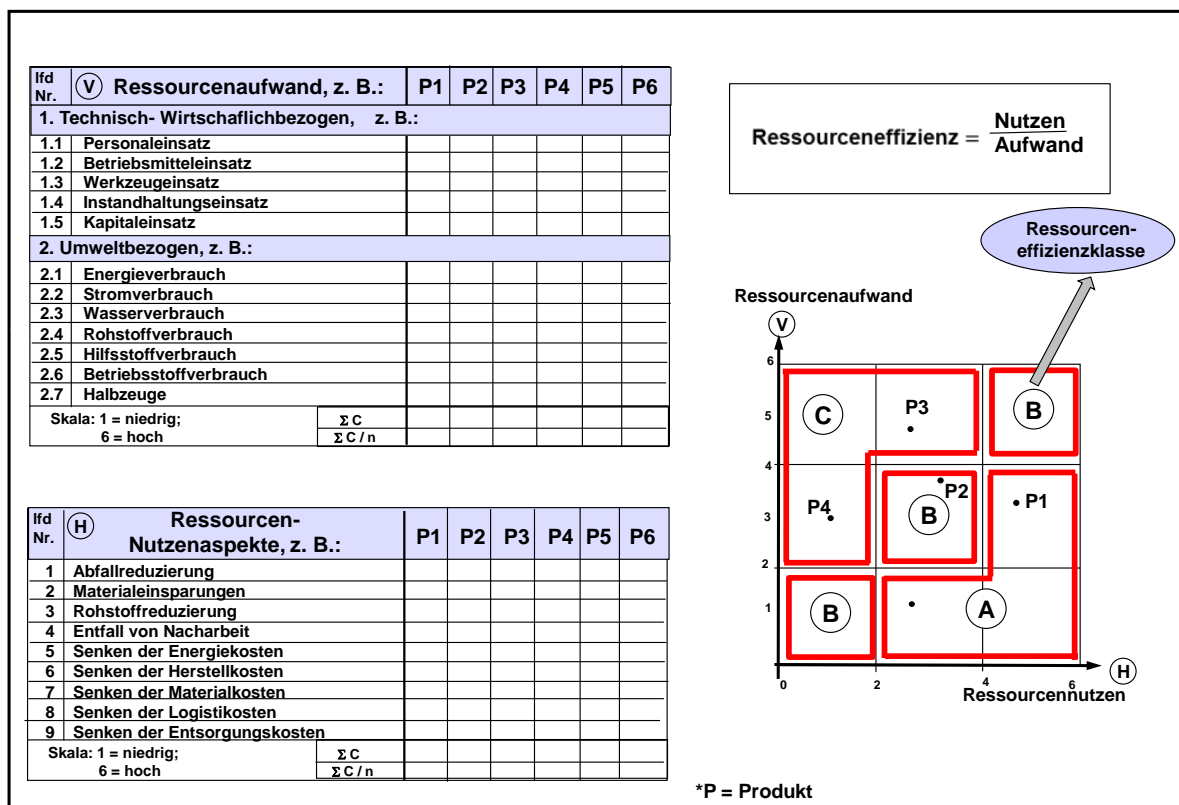 lfd Nr. V Ressourcenaufwand, z. B.: P1 P2 P3 P4 P5 P6
1. Technisch- Wirtschaflichbezogen, z. B.:
1.1 Personaleinsatz
1.2 Betriebsmitteleinsatz
1.3 Werkzeugeinsatz
1.4 Instandhaltungseinsatz
1.5 Kapitaleinsatz
2. Umweltbezogen, z. B.:
2.1 Energieverbrauch
2.2 Stromverbrauch
2.3 Wasserverbrauch
2.4 Rohstoffverbrauch
2.5 Hilfsstoffverbrauch
2.6 Betriebsstoffverbrauch
2.7 Halbzeuge
Skala: 1 = niedrig; Σ C
6 = hoch Σ C / n
lfd Nr. H Ressourcen-
Nutzenaspekte, z. B.: P1 P2 P3 P4 P5 P6
1 Abfallreduzierung
2 Materialeinsparungen
3 Rohstoffreduzierung
4 Entfall von Nacharbeit
5 Senken der Energiekosten
6 Senken der Herstellkosten
7 Senken der Materialkosten
8 Senken der Logistikosten
9 Senken der Entsorgungskosten
Skala: 1 = niedrig; Σ C
6 = hoch Σ C / n
Ressourceneffizienz = Nutzen
Aufwand
Ressourcen-
effizienzklasse
Ressourcenaufwand
V
6
5 C P3 B
4
3 P4 B P2 P1
2
1 B A
0 2 4 6 H
Ressourcennutzen
*P = Produkt